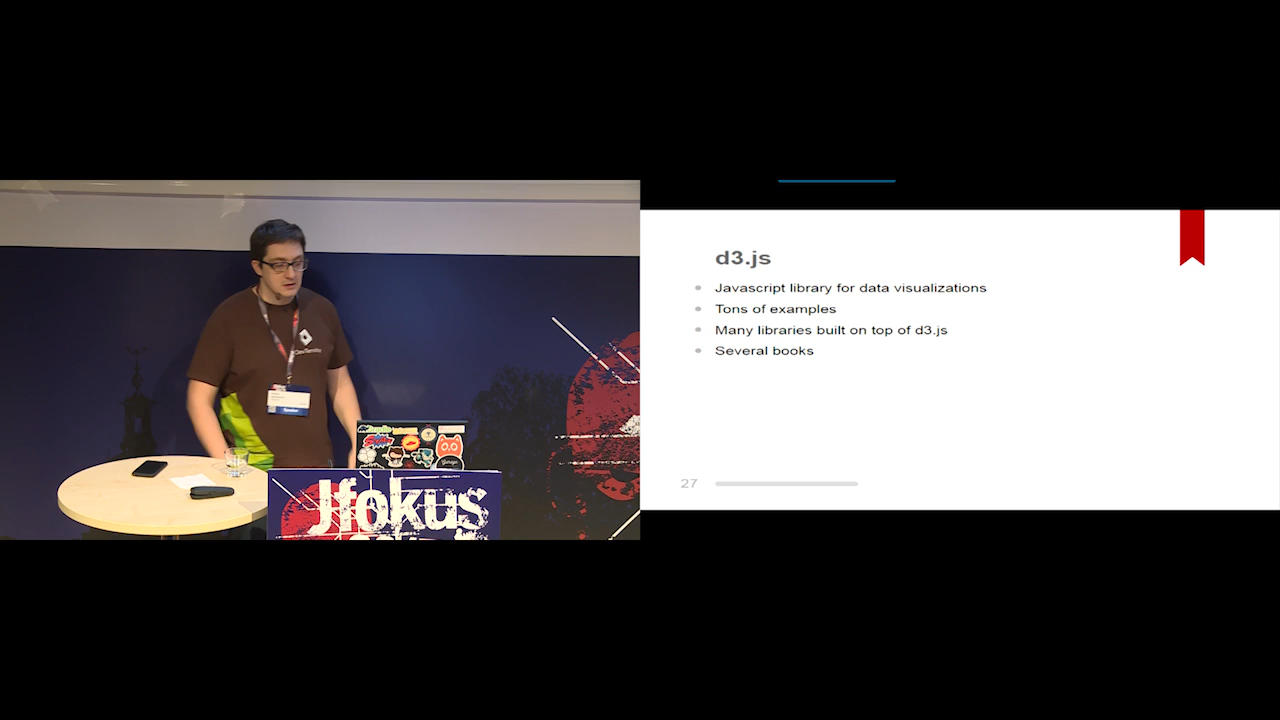 d3.js
Javascript library for data visualizations
Tons of examples
Many libraries built on top of d3.js
Several books
27
Jfokus